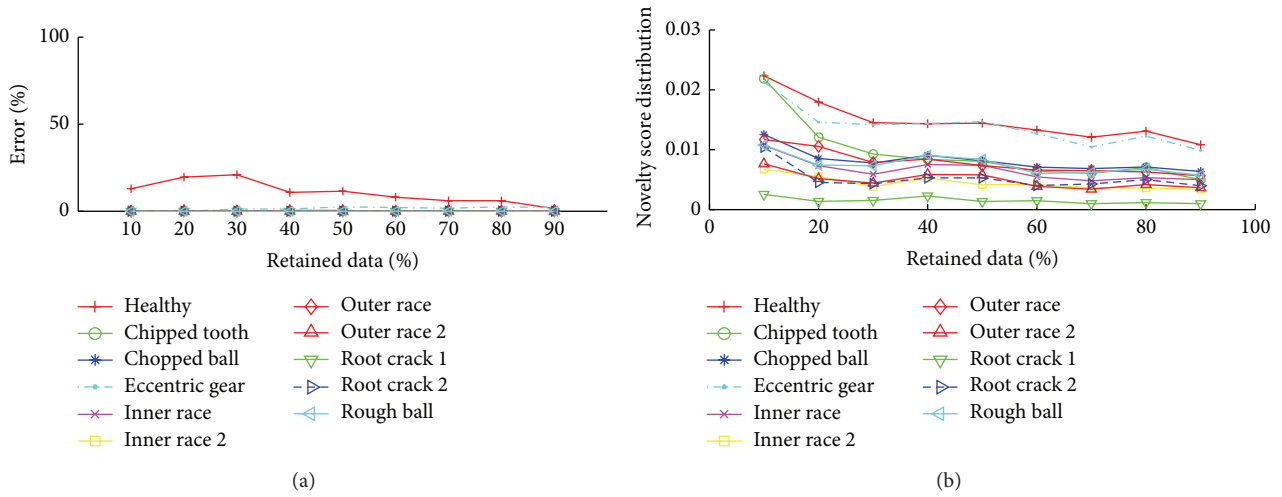 100
50
0
Error (%)
10 20 30 40 50 60 70 80 90
Retained data (%)
Healthy
Chipped tooth
Chopped ball
Eccentric gear
Inner race
Inner race 2
Outer race
Outer race 2
Root crack 1
Root crack 2
Rough ball
(a)
0.03
0.02
0.01
0
Novelty score distribution
0 20 40 60 80 100
Retained data (%)
Healthy
Chipped tooth
Chopped ball
Eccentric gear
Inner race
Inner race 2
Outer race
Outer race 2
Root crack 1
Root crack 2
Rough ball
(b)